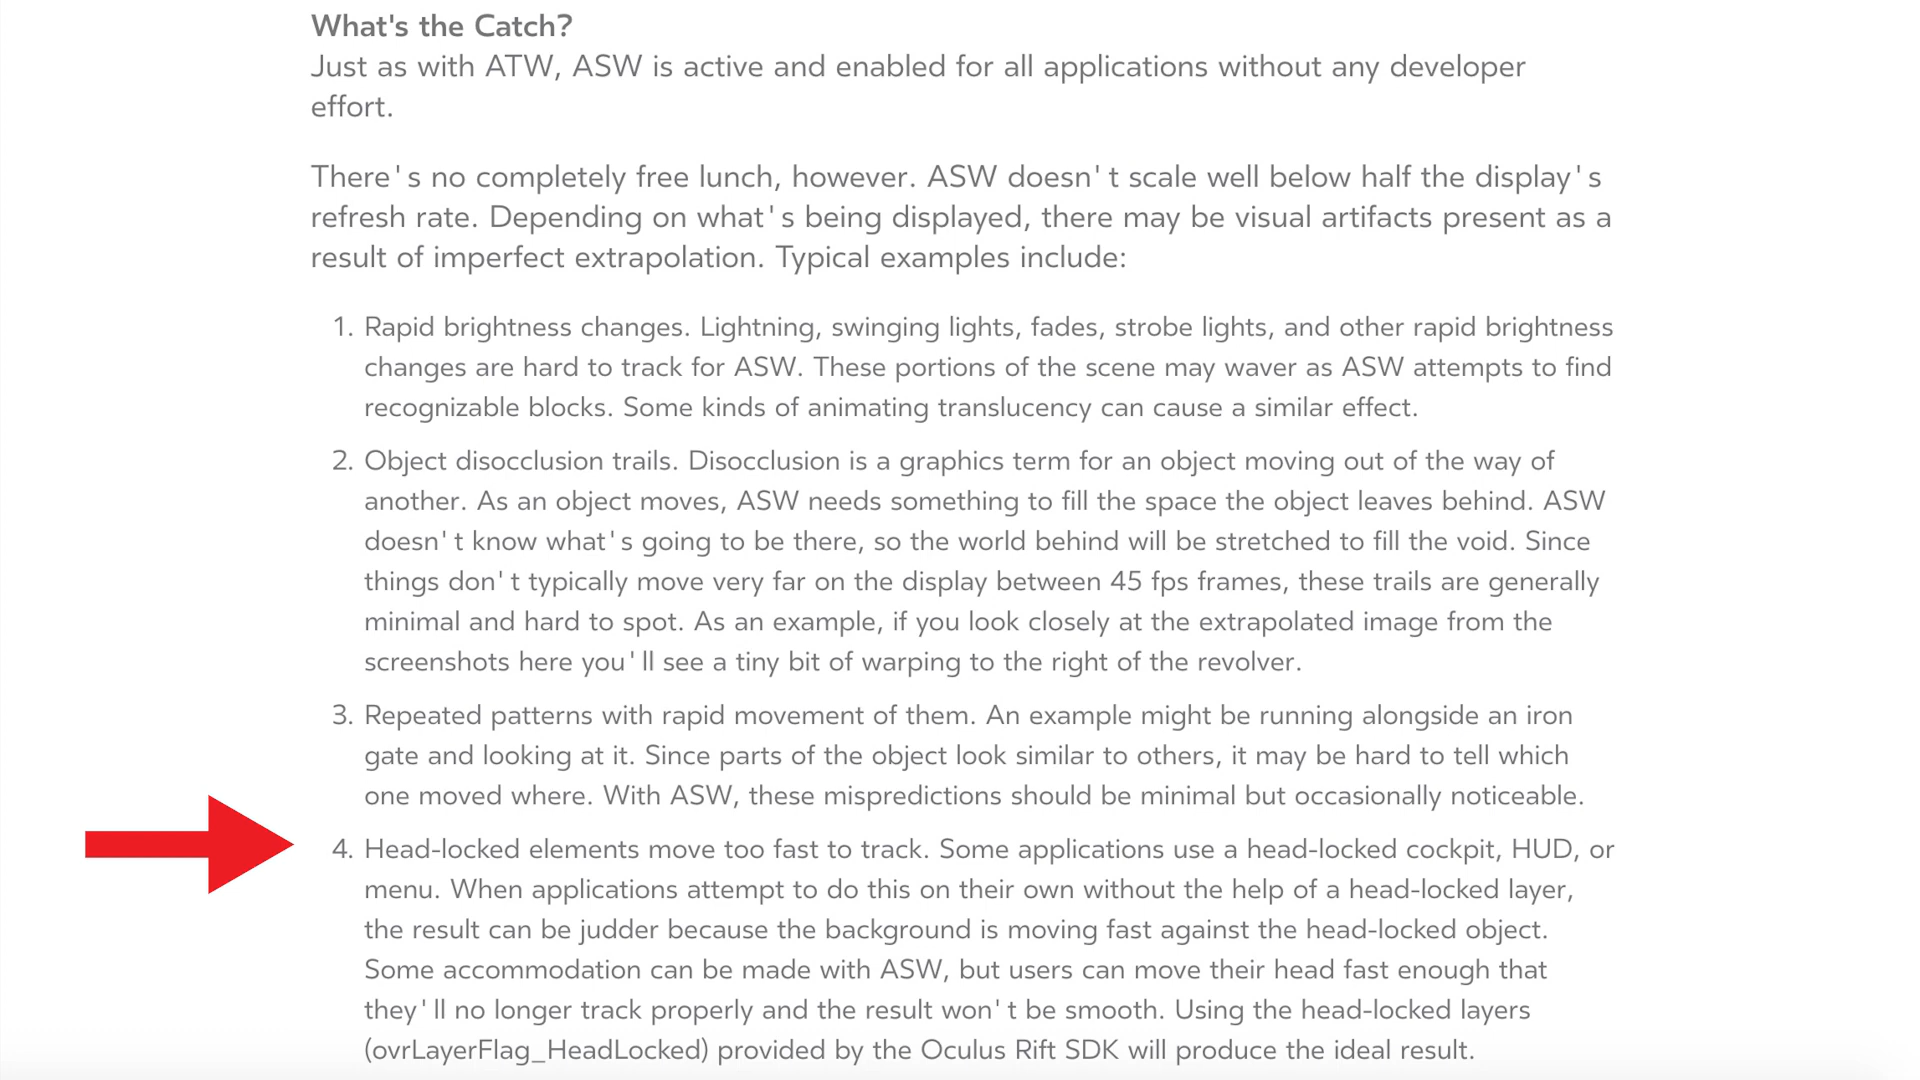 What's the Catch?
Just as with ATW, ASW is active and enabled for all applications without any developer
effort.
There's no completely free lunch, however. ASW doesn't scale well below half the display's
refresh rate. Depending on what's being displayed, there may be visual artifacts present as a
result of imperfect extrapolation. Typical examples include:
1. Rapid brightness changes. Lightning, swinging lights, fades, strobe lights, and other rapid brightness
changes are hard to track for ASW. These portions of the scene may waver as ASW attempts to find
recognizable blocks. Some kinds of animating translucency can cause a similar effect.
2. Object disocclusion trails. Disocclusion is a graphics term for an object moving out of the way of
another. As an object moves, ASW needs something to fill the space the object leaves behind. ASW
doesn't know what's going to be there, so the world behind will be stretched to fill the void. Since
things don't typically move very far on the display between 45 fps frames, these trails are generally
minimal and hard to spot. As an example, if you look closely at the extrapolated image from the
screenshots here you'll see a tiny bit of warping to the right of the revolver.
3. Repeated patterns with rapid movement of them. An example might be running alongside an iron
gate and looking at it. Since parts of the object look similar to others, it may be hard to tell which
one moved where. With ASW, these mispredictions should be minimal but occasionally noticeable.
4. Head-locked elements move too fast to track. Some applications use a head-locked cockpit, HUD, or
menu. When applications attempt to do this on their own without the help of a head-locked layer,
the result can be judder because the background is moving fast against the head-locked object.
Some accommodation can be made with ASW, but users can move their head fast enough that
they'll no longer track properly and the result won't be smooth. Using the head-locked layers
(ovrLayerFlag_HeadLocked) provided by the Oculus Rift SDK will produce the ideal result.